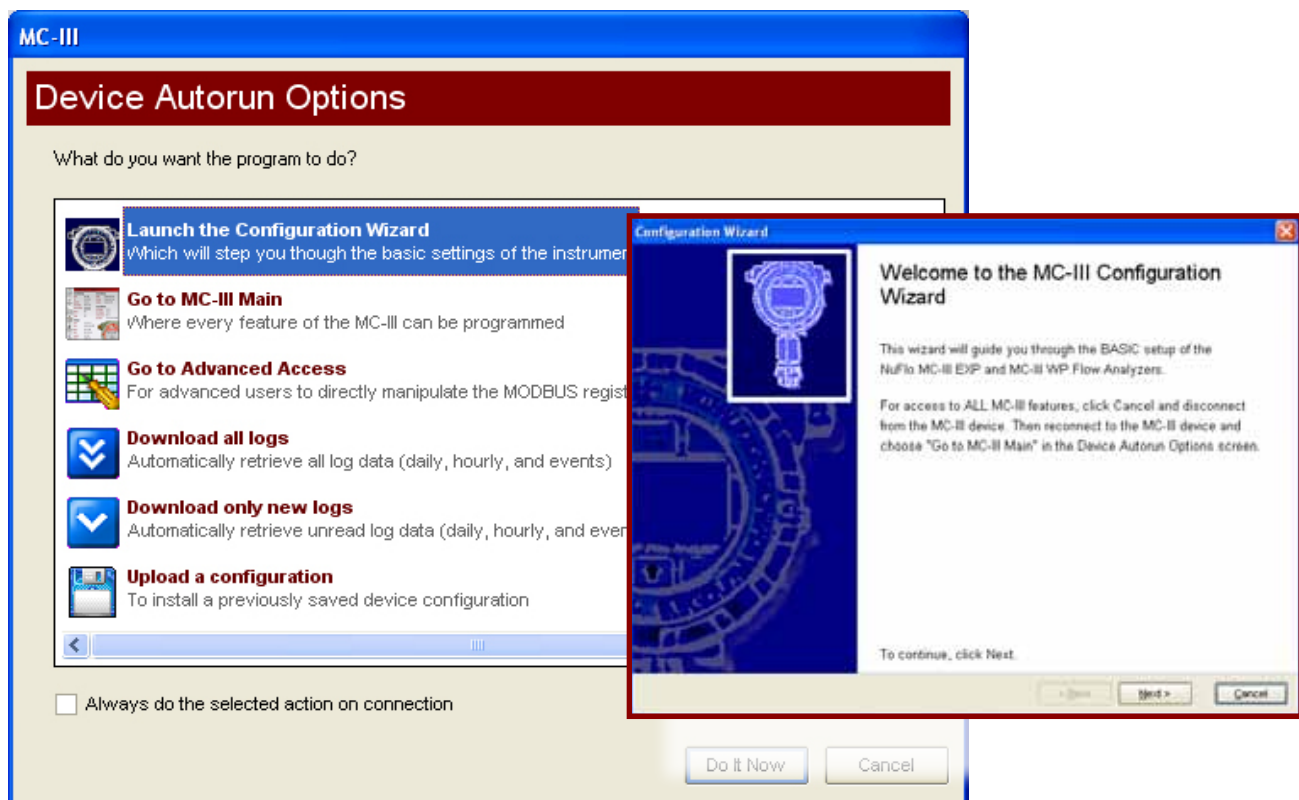 MC-III
Device Autorun Options
What do you want the program to do?
Launch the Configuration Wizard
Which will step you though the basic settings of the
Go to MC-III Main
Where every feature of the MC-III can be programmed
Go to Advanced Access
For advanced users to directly manipulate the MODBUS
Download all logs
Automatically retrieve all log data (daily, hourly, and events)
Download only new logs
Automatically retrieve unread log data (daily, hourly, and
Upload a configuration
To install a previously saved device configuration
Always do the selected action on connection
Do It Now
Cancel
Configuration Wizard
Welcome to the MC-III Configuration
Wizard
This wizard will guide you through the BASIC setup of the
NuFlo MC-III EXP and MC-III WP Flow Analyzers.
For access to ALL MC-III features, click Cancel and disconnect
from the MC-III device. Then reconnect to the MC-III device and
choose "Go to MC-III Main" in the Device Autorun Options screen.
To continue, click Next.
< Back
Next >
Cancel